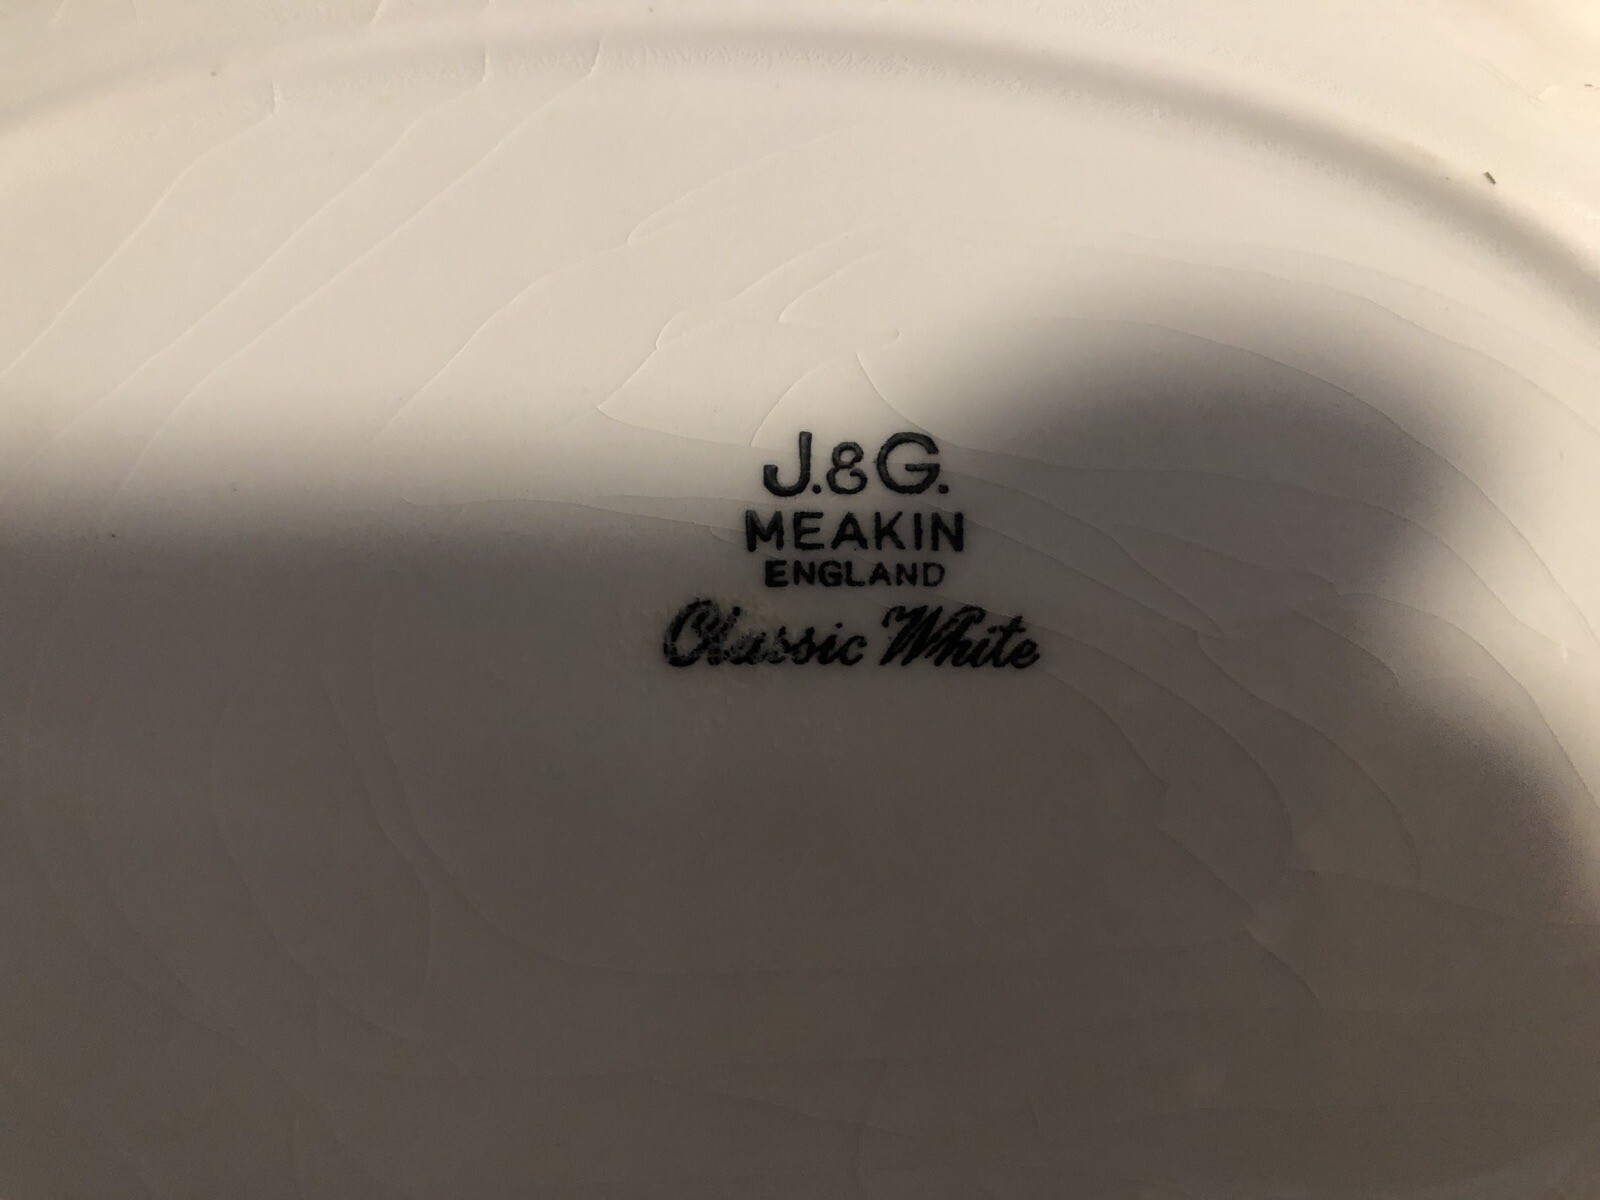 J.&G.
MEAKIN
ENGLAND
Classic White